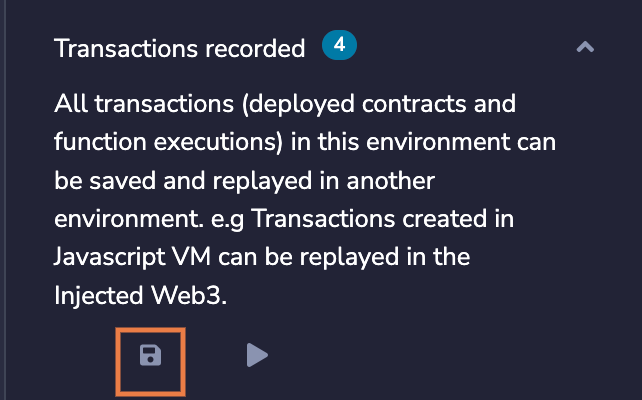 Transactions recorded 4
All transactions (deployed contracts and
function executions) in this environment can
be saved and replayed in another
environment. e.g Transactions created in
Javascript VM can be replayed in the
Injected Web3.